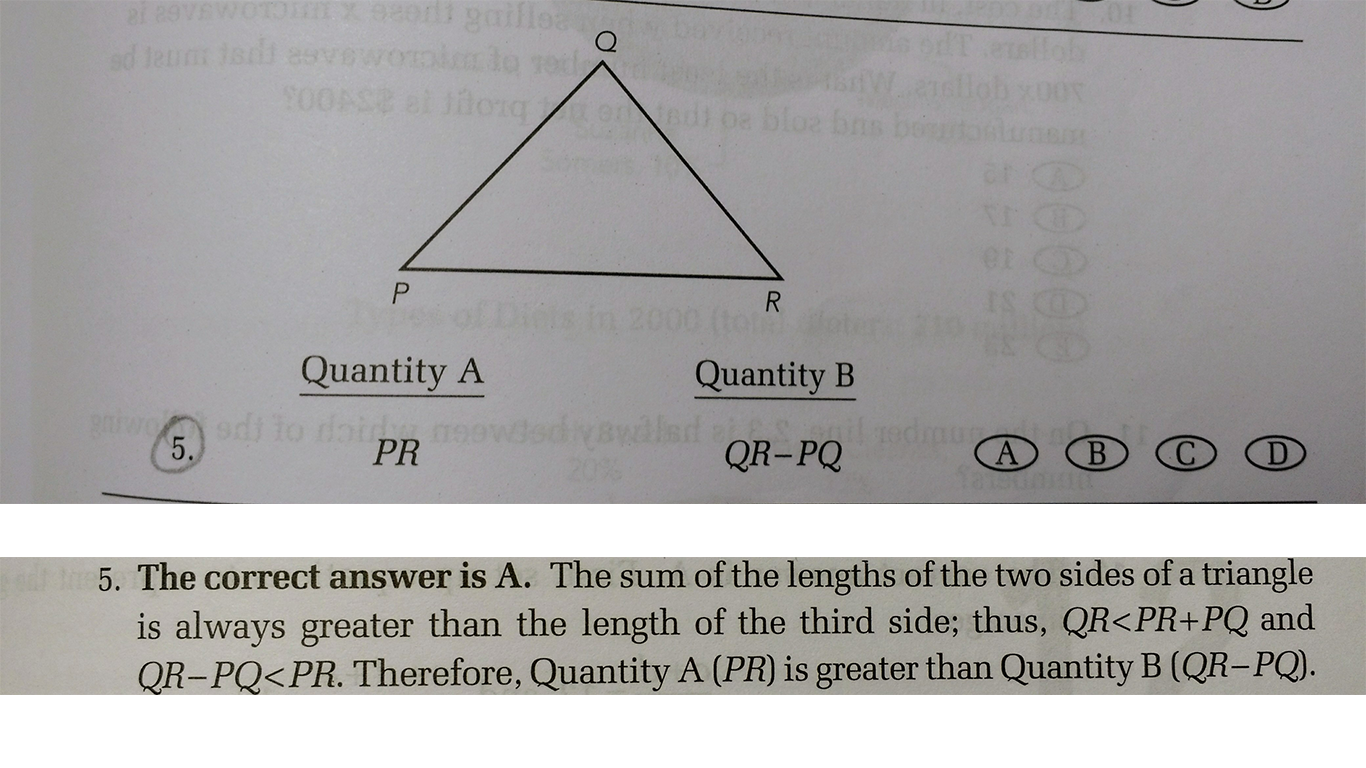 Q
P
R
Quantity A Quantity B
5. PR QR–PQ A B C D
5. The correct answer is A. The sum of the lengths of the two sides of a triangle
is always greater than the length of the third side; thus, QR<PR+PQ and
QR–PQ<PR. Therefore, Quantity A (PR) is greater than Quantity B (QR–PQ).